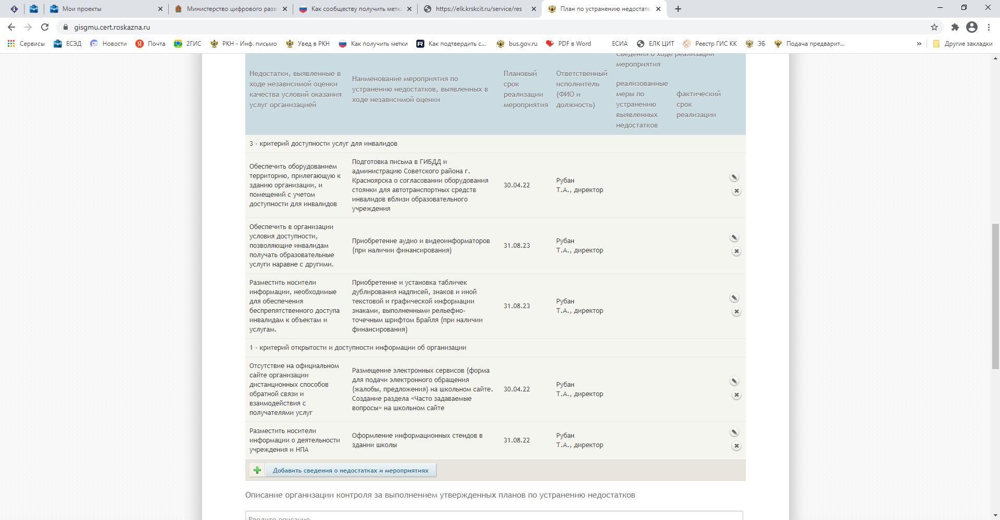 Мои проекты
Министерство цифрового разв
Как сообществу получить метк
https://elk.krskcit.ru/service/res
План по устранению недостатк
gisgmu.cert.roskazna.ru
Сервисы
ЕСЭД
Новости
Почта
2ГИС
РКН - Инф. письмо
Увед в РКН
Как получить метки
Как подтвердить с...
bus.gov.ru
PDF в Word
ЕСИА
ЕЛК ЦИТ
Реестр ГИС КК
ЭБ
Подача предварит...
»
Другие закладки
Недостатки, выявленные в
ходе независимой оценки
качества условий оказания
услуг организацией
Наименование мероприятия по
устранению недостатков, выявленных в
ходе независимой оценки
Плановый
срок
реализации
мероприятия
Ответственный
исполнитель
(ФИО и
должность)
Сведения о ходе реализации
мероприятия
реализованные
меры по
устранению
выявленных
недостатков
фактический
срок
реализации
3 - критерий доступности услуг для инвалидов
Обеспечить оборудованием
территорию, прилегающую к
зданию организации, и
помещений с учетом
доступности для инвалидов
Подготовка письма в ГИБДД и
администрацию Советского района г.
Красноярска о согласовании оборудования
стоянки для автотранспортных средств
инвалидов вблизи образовательного
учреждения
30.04.22
Рубан
Т.А., директор
Обеспечить в организации
условия доступности,
позволяющие инвалидам
получать образовательные
услуги наравне с другими.
Приобретение аудио и видеоинформаторов
(при наличии финансирования)
31.08.23
Рубан
Т.А., директор
Разместить носители
информации, необходимые
для обеспечения
беспрепятственного доступа
инвалидам к объектам и
услугам.
Приобретение и установка табличек
дублирования надписей, знаков и иной
текстовой и графической информации
знаками, выполненными рельефно-
точечным шрифтом Брайля (при наличии
финансирования)
31.08.23
Рубан
Т.А., директор
1 - критерий открытости и доступности информации об организации
Отсутствие на официальном
сайте организации
дистанционных способов
обратной связи и
взаимодействия с
получателями услуг
Размещение электронных сервисов (форма
для подачи электронного обращения
(жалобы, предложения) на школьном сайте.
Создание раздела «Часто задаваемые
вопросы» на школьном сайте
30.04.22
Рубан
Т.А., директор
Разместить носители
информации о деятельности
учреждения и НПА
Оформление информационных стендов в
здании школы
31.08.22
Рубан
Т.А., директор
Добавить сведения о недостатках и мероприятиях
Описание организации контроля за выполнением утвержденных планов по устранению недостатков
Введите описание